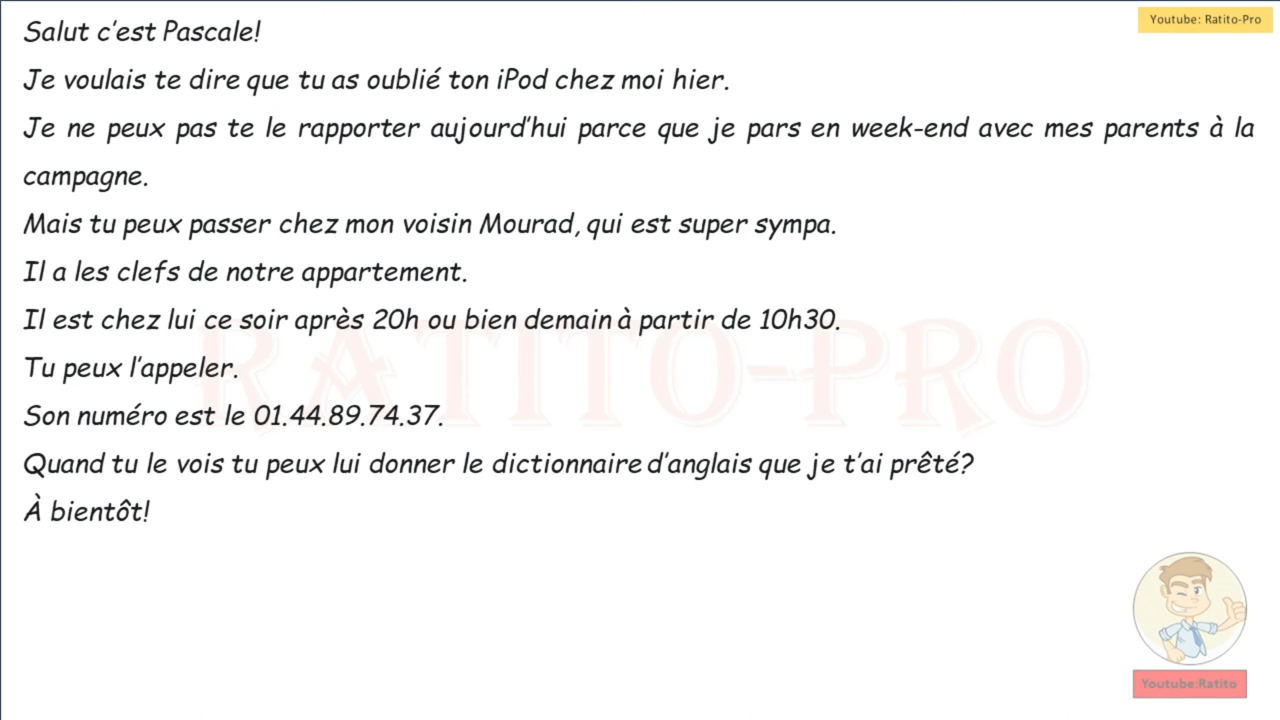 Youtube: Ratito-Pro
Salut c'est Pascale!
Je voulais te dire que tu as oublié ton iPod chez moi hier.
Je ne peux pas te le rapporter aujourd'hui parce que je pars en week-end avec mes parents à la
campagne.
Mais tu peux passer chez mon voisin Mourad, qui est super sympa.
Il a les clefs de notre appartement.
Il est chez lui ce soir après 20h ou bien demain à partir de 10h30.
Tu peux l'appeler.
Son numéro est le 01.44.89.74.37.
Quand tu le vois tu peux lui donner le dictionnaire d'anglais que je t'ai prêté?
À bientôt!
RATITO-PRO
Youtube:Ratito